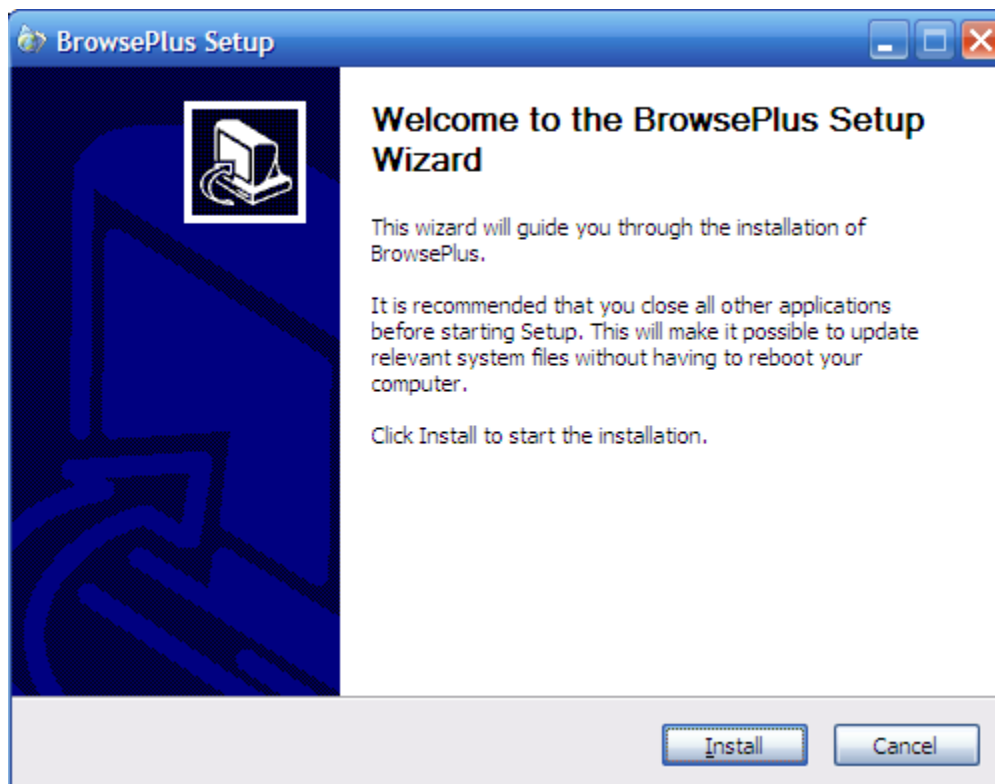 BrowsePlus Setup
Welcome to the BrowsePlus Setup
Wizard
This wizard will guide you through the installation of
BrowsePlus.
It is recommended that you close all other applications
before starting Setup. This will make it possible to update
relevant system files without having to reboot your
computer.
Click Install to start the installation.
Install
Cancel